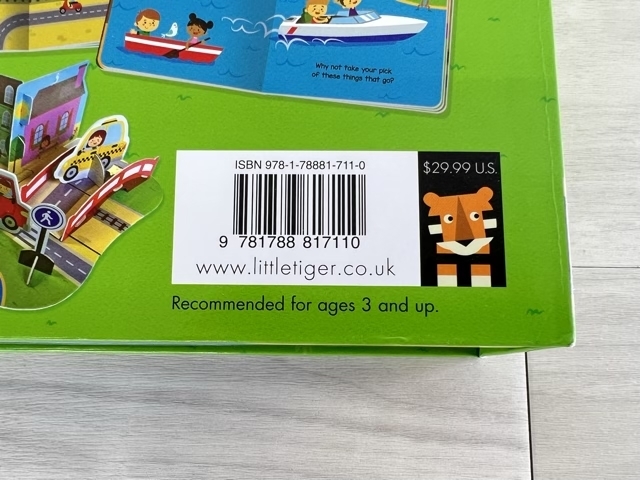 Why not take your pick
of these things that go?
ISBN 978-1-78881-711-0
$29.99 U.S.
9 781788 817110
www.littletiger.co.uk
Recommended for ages 3 and up.